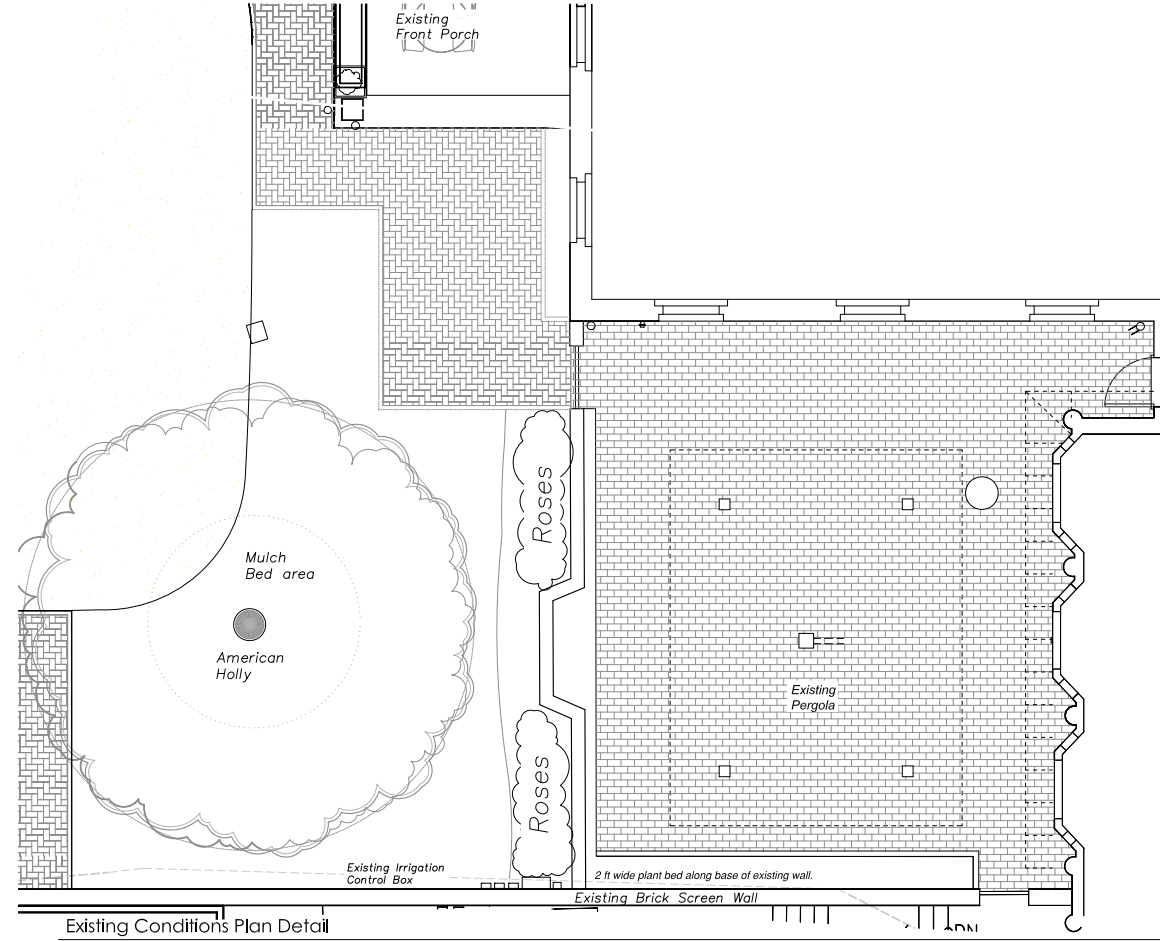 Existing
Front Porch
Roses
Mulch
Bed area
American
Holly
Existing
Pergola
Roses
Existing Irrigation
Control Box
2 ft wide plant bed along base of existing wall.
Existing Brick Screen Wall
Existing Conditions Plan Detail